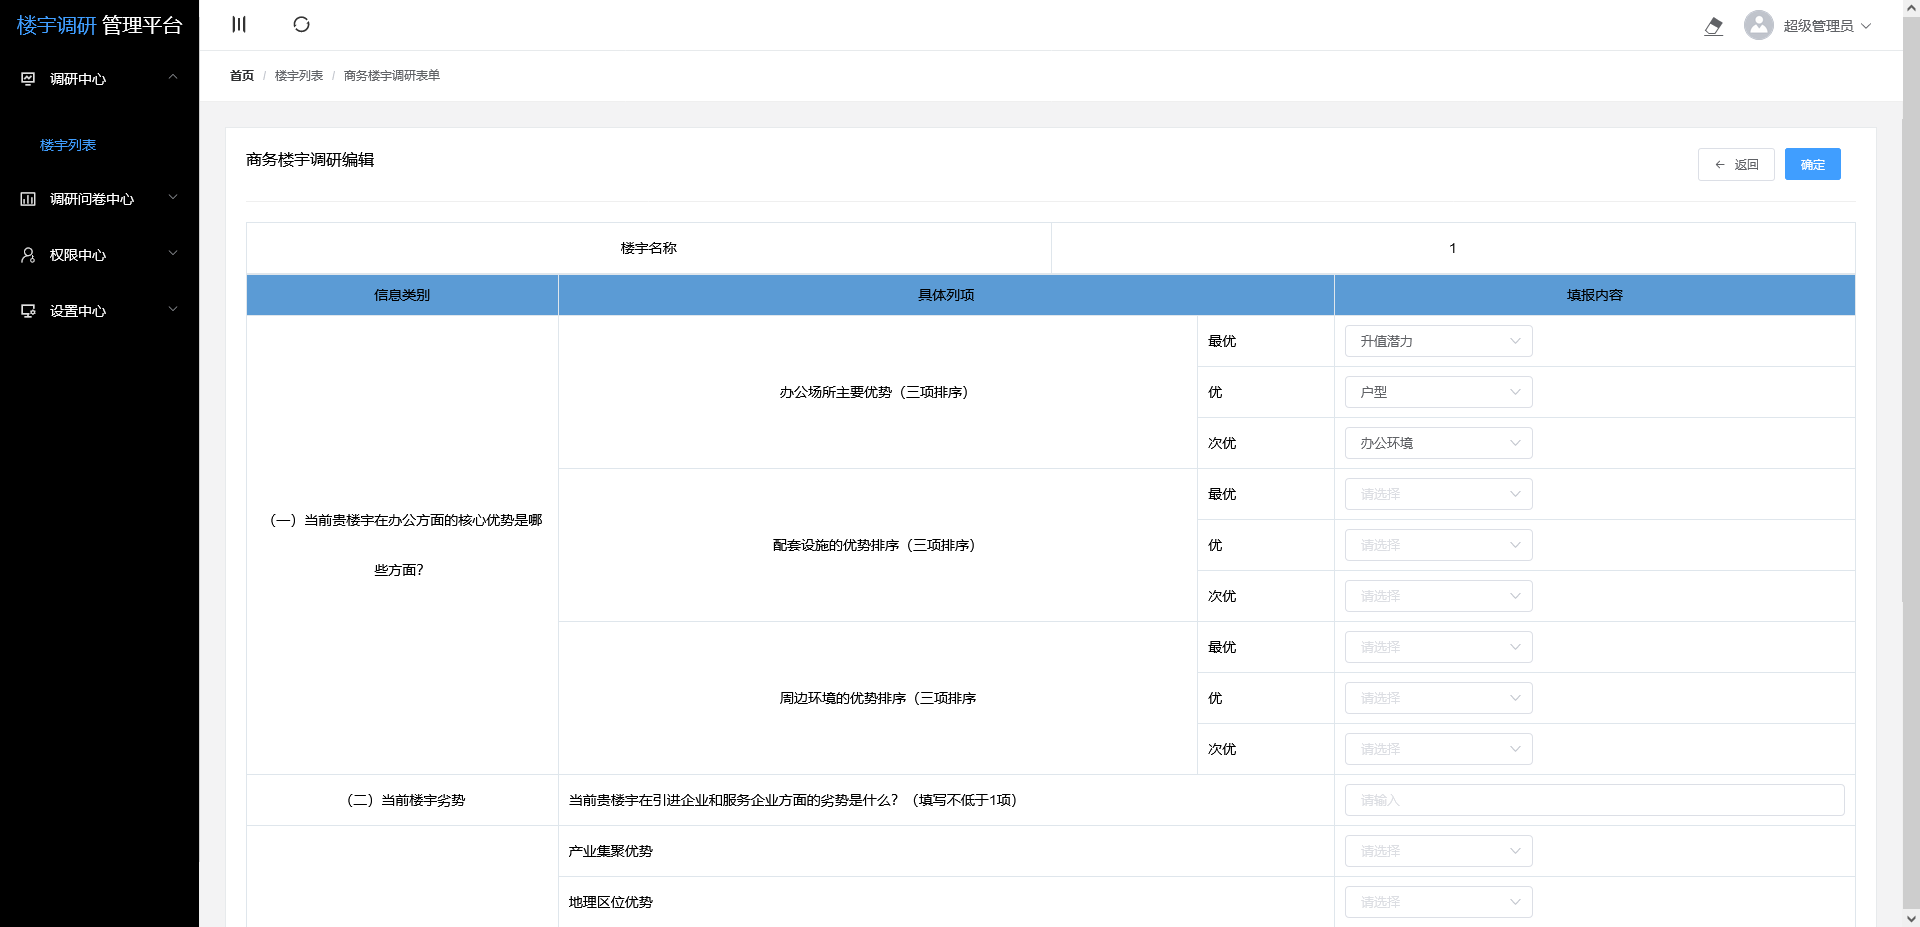 楼宇调研 管理平台
超级管理员
调研中心
楼宇列表
调研问卷中心
权限中心
设置中心
首页 / 楼宇列表 / 商务楼宇调研表单
商务楼宇调研编辑
← 返回
确定
楼宇名称 1
信息类别 具体列项 填报内容
（一）当前贵楼宇在办公方面的核心优势是哪
些方面？
办公场所主要优势（三项排序）
最优 升值潜力
优 户型
次优 办公环境
配套设施的优势排序（三项排序）
最优 请选择
优 请选择
次优 请选择
周边环境的优势排序（三项排序
最优 请选择
优 请选择
次优 请选择
（二）当前楼宇劣势 当前贵楼宇在引进企业和服务企业方面的劣势是什么？（填写不低于1项） 请输入
产业集聚优势 请选择
地理区位优势 请选择